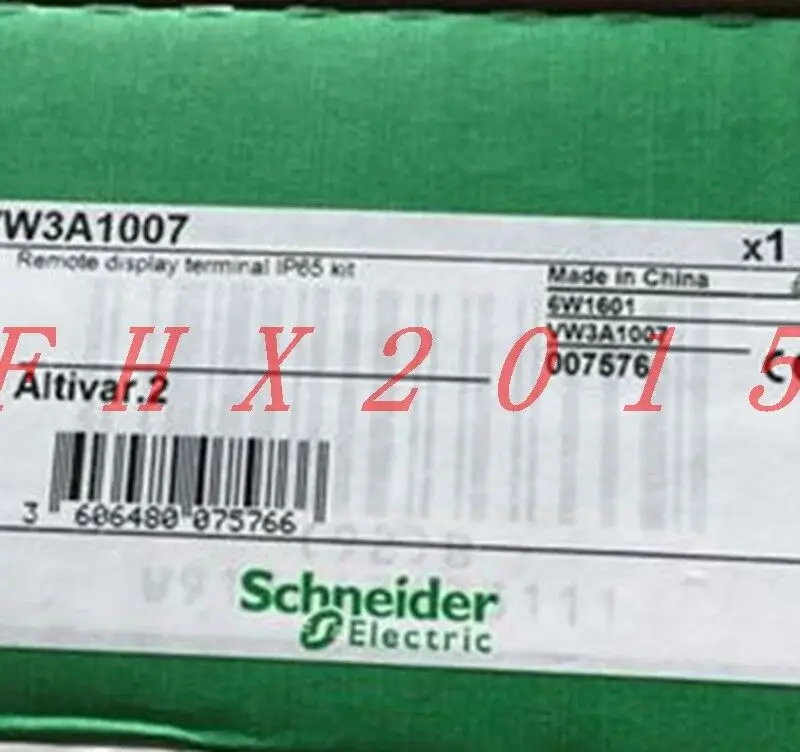 VW3A1007
x1
Remote display terminal IP65 kit
Made in China
6W1601
VW3A1007
007576
FHX2015
Altivar.2
3 606480 075766
Schneider
Electric